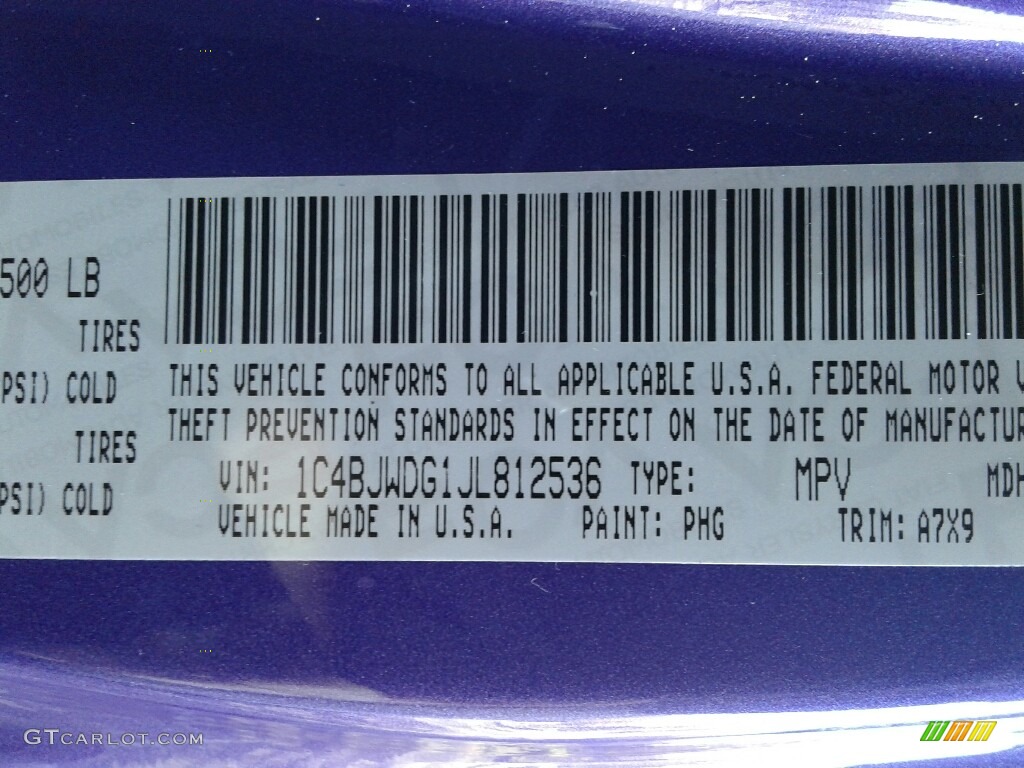 500 LB
TIRES
PSI) COLD
TIRES
PSI) COLD
THIS VEHICLE CONFORMS TO ALL APPLICABLE U.S.A. FEDERAL MOTOR V
THEFT PREVENTION STANDARDS IN EFFECT ON THE DATE OF MANUFACTUR
VIN: 1C4BJWDG1JL812536 TYPE: MPV MDH
VEHICLE MADE IN U.S.A. PAINT: PHG TRIM: A7X9
GTCARLOT.COM